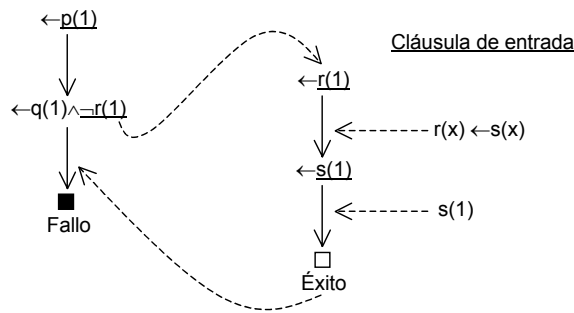 ←p(1)
Cláusula de entrada
←r(1)
←q(1)∧¬r(1)
r(x) ←s(x)
←s(1)
s(1)
Fallo
Éxito